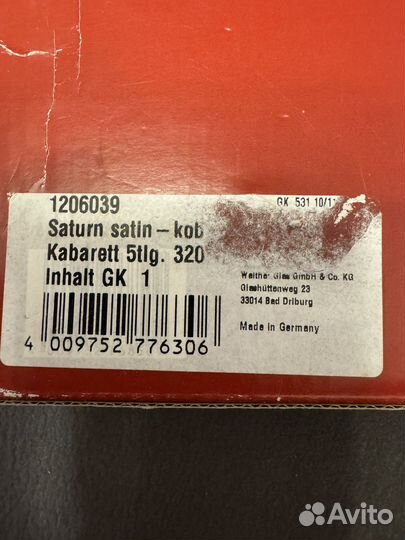 1206039
GK 531 10/11
Saturn satin – kob
Kabarett 5tlg. 320
Inhalt GK 1
Walther Glas GmbH & Co. KG
Glashüttenweg 23
33014 Bad Driburg
Made in Germany
4 009752 776306
Avito